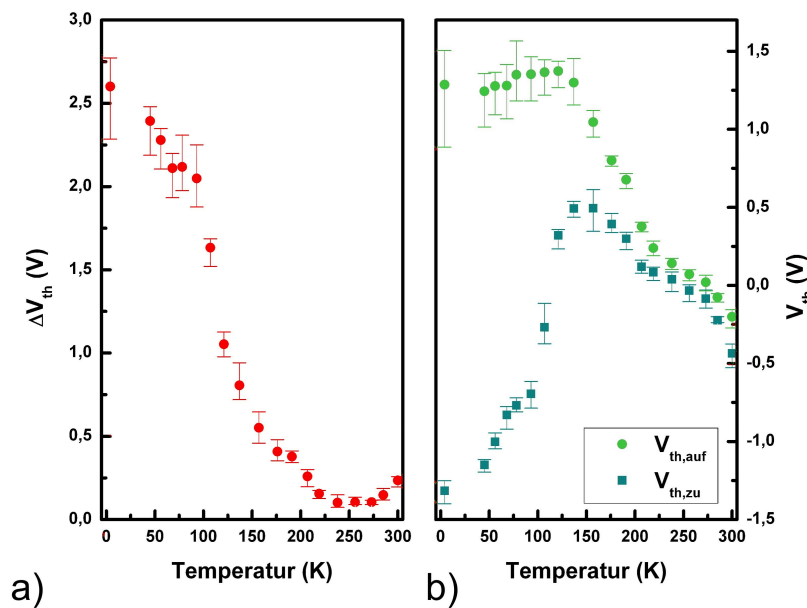 3,0
2,5
2,0
1,5
1,0
0,5
0,0
ΔV_th (V)
0 50 100 150 200 250 300
Temperatur (K)
a)
1,5
1,0
0,5
0,0
-0,5
-1,0
-1,5
V_th (V)
V_th,auf
V_th,zu
0 50 100 150 200 250 300
Temperatur (K)
b)